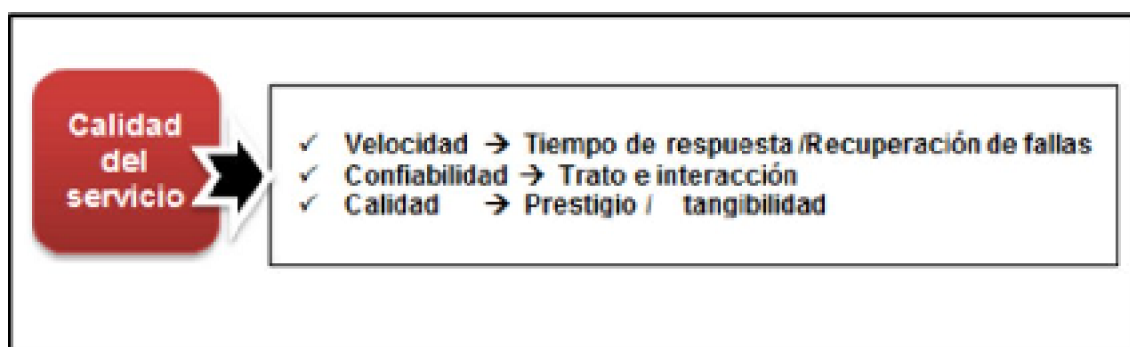 Calidad
del
servicio
✓ Velocidad → Tiempo de respuesta /Recuperación de fallas
✓ Confiabilidad → Trato e interacción
✓ Calidad → Prestigio / tangibilidad